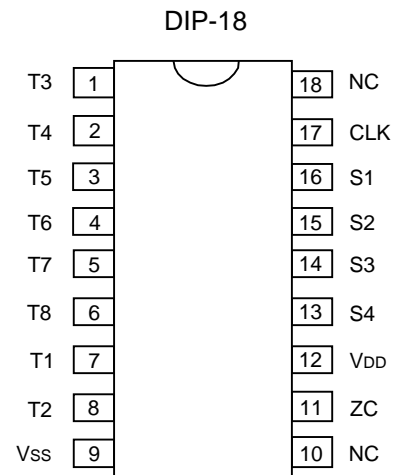 DIP-18
T3 1 18 NC
T4 2 17 CLK
T5 3 16 S1
T6 4 15 S2
T7 5 14 S3
T8 6 13 S4
T1 7 12 VDD
T2 8 11 ZC
Vss 9 10 NC